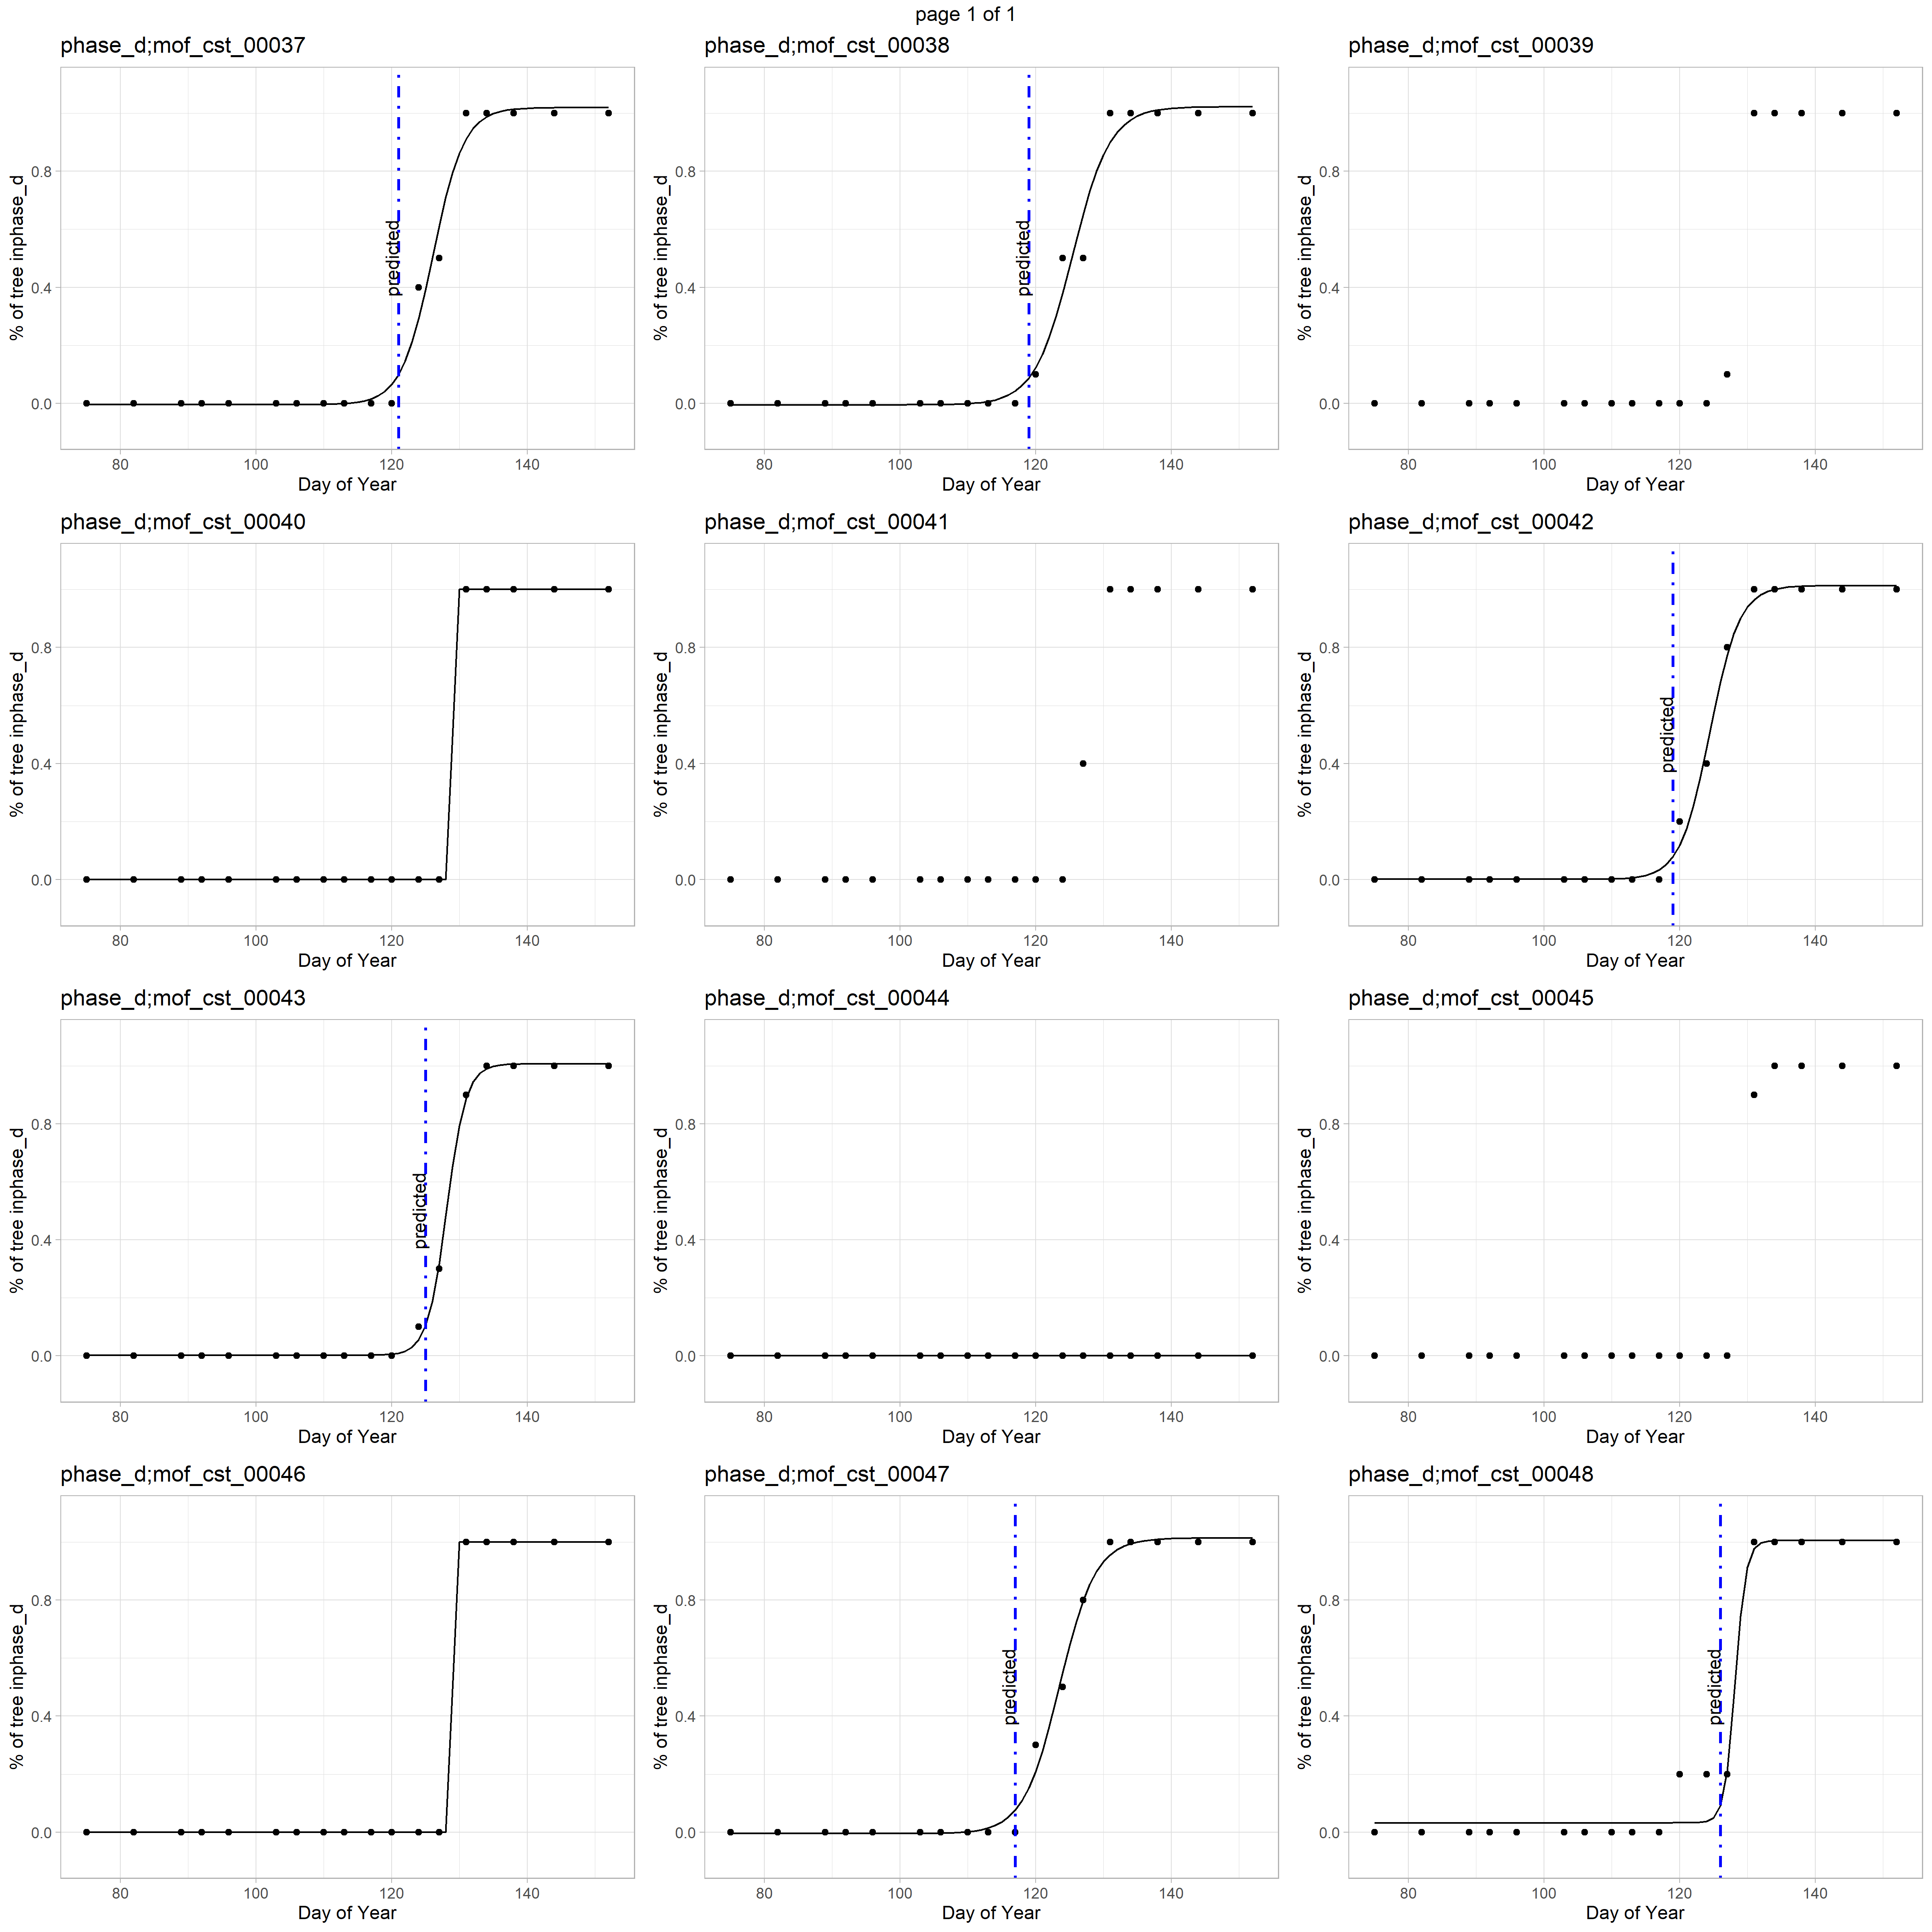 page 1 of 1
phase_d;mof_cst_00037
% of tree inphase_d
0.8
0.4
0.0
predicted
80 100 120 140
Day of Year
phase_d;mof_cst_00038
% of tree inphase_d
0.8
0.4
0.0
predicted
80 100 120 140
Day of Year
phase_d;mof_cst_00039
% of tree inphase_d
0.8
0.4
0.0
80 100 120 140
Day of Year
phase_d;mof_cst_00040
% of tree inphase_d
0.8
0.4
0.0
80 100 120 140
Day of Year
phase_d;mof_cst_00041
% of tree inphase_d
0.8
0.4
0.0
80 100 120 140
Day of Year
phase_d;mof_cst_00042
% of tree inphase_d
0.8
0.4
0.0
predicted
80 100 120 140
Day of Year
phase_d;mof_cst_00043
% of tree inphase_d
0.8
0.4
0.0
predicted
80 100 120 140
Day of Year
phase_d;mof_cst_00044
% of tree inphase_d
0.8
0.4
0.0
80 100 120 140
Day of Year
phase_d;mof_cst_00045
% of tree inphase_d
0.8
0.4
0.0
80 100 120 140
Day of Year
phase_d;mof_cst_00046
% of tree inphase_d
0.8
0.4
0.0
80 100 120 140
Day of Year
phase_d;mof_cst_00047
% of tree inphase_d
0.8
0.4
0.0
predicted
80 100 120 140
Day of Year
phase_d;mof_cst_00048
% of tree inphase_d
0.8
0.4
0.0
predicted
80 100 120 140
Day of Year